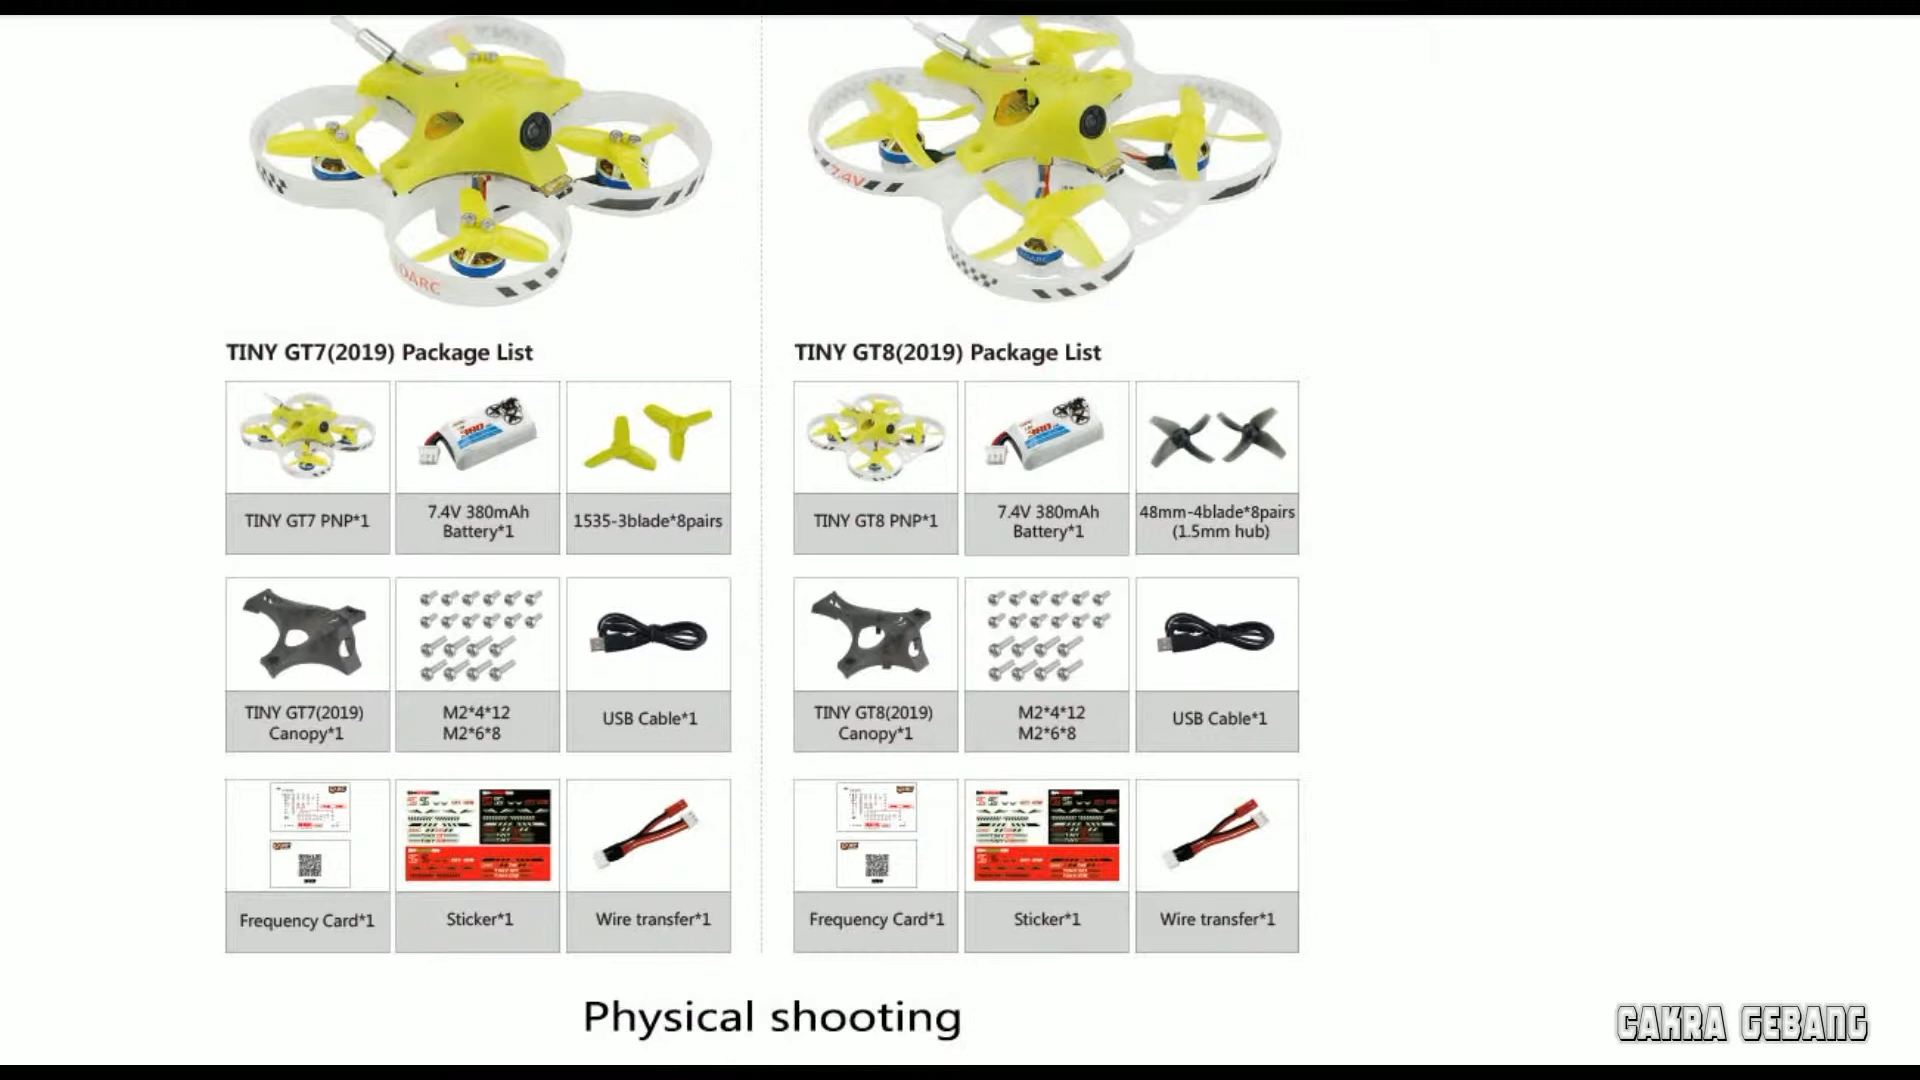 7.4V
DARC
TINY GT7(2019) Package List
TINY GT7 PNP*1
7.4V 380mAh
Battery*1
1535-3blade*8pairs
TINY GT7(2019)
Canopy*1
M2*4*12
M2*6*8
USB Cable*1
Frequency Card*1
Sticker*1
Wire transfer*1
TINY GT8(2019) Package List
TINY GT8 PNP*1
7.4V 380mAh
Battery*1
48mm-4blade*8pairs
(1.5mm hub)
TINY GT8(2019)
Canopy*1
M2*4*12
M2*6*8
USB Cable*1
Frequency Card*1
Sticker*1
Wire transfer*1
Physical shooting
CAKRA GEBANG